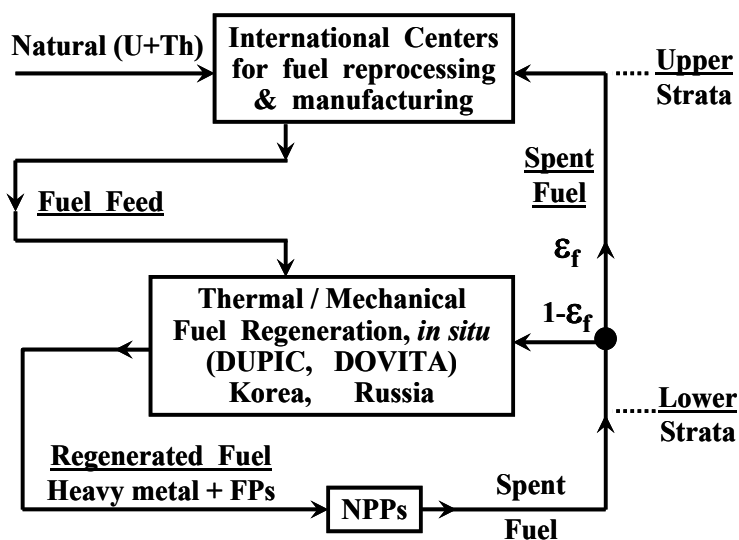 Natural (U+Th)
International Centers
for fuel reprocessing
& manufacturing
Upper
Strata
Spent
Fuel
Fuel Feed
εf
1-εf
Thermal / Mechanical
Fuel Regeneration, in situ
(DUPIC, DOVITA)
Korea, Russia
Lower
Strata
Regenerated Fuel
Heavy metal + FPs
NPPs
Spent
Fuel